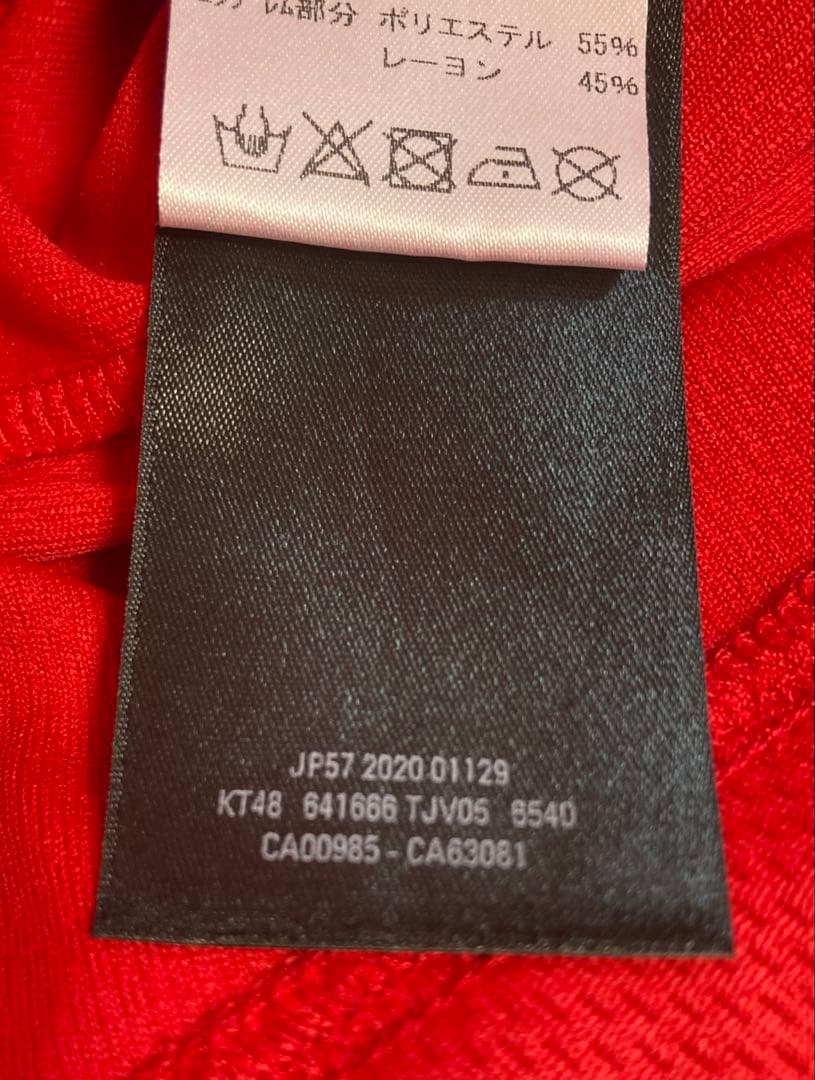 部分 ポリエステル 55%
レーヨン 45%
JP57 2020 01129
KT48 641666 TJV05 6540
CA00985 - CA63081